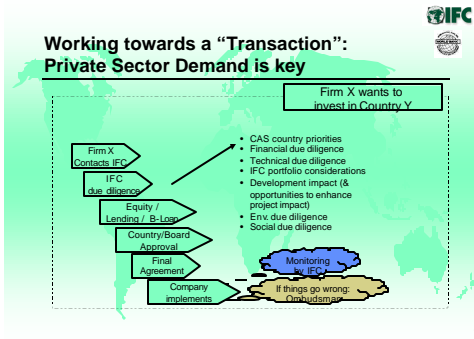 IFC
Working towards a “Transaction”:
Private Sector Demand is key
Firm X wants to
invest in Country Y
Firm X
Contacts IFC
IFC
due diligence
Equity /
Lending / B-Loan
Country/Board
Approval
Final
Agreement
Company
implements
• CAS country priorities
• Financial due diligence
• Technical due diligence
• IFC portfolio considerations
• Development impact (&
opportunities to enhance
project impact)
• Env. due diligence
• Social due diligence
Monitoring
by IFC
If things go wrong:
Ombudsman